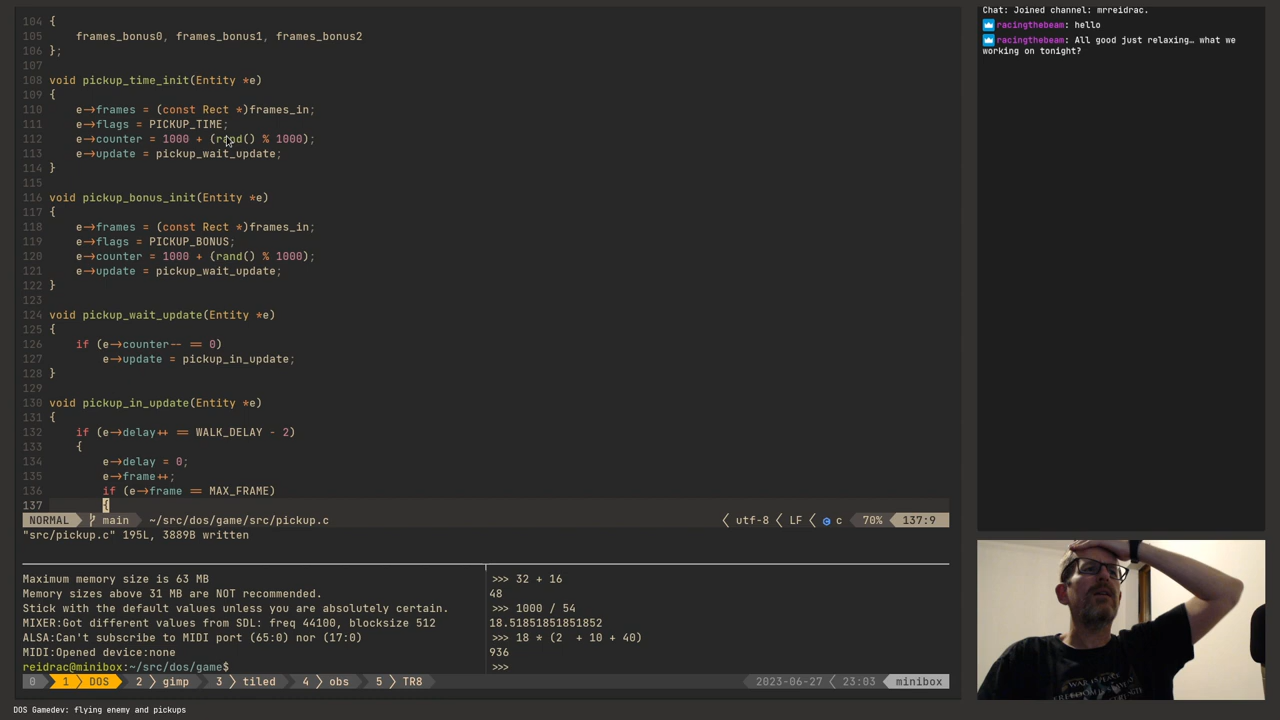 104 {
105     frames_bonus0, frames_bonus1, frames_bonus2
106 };
107
108 void pickup_time_init(Entity *e)
109 {
110     e->frames = (const Rect *)frames_in;
111     e->flags = PICKUP_TIME;
112     e->counter = 1000 + (rand() % 1000);
113     e->update = pickup_wait_update;
114 }
115
116 void pickup_bonus_init(Entity *e)
117 {
118     e->frames = (const Rect *)frames_in;
119     e->flags = PICKUP_BONUS;
120     e->counter = 1000 + (rand() % 1000);
121     e->update = pickup_wait_update;
122 }
123
124 void pickup_wait_update(Entity *e)
125 {
126     if (e->counter-- == 0)
127         e->update = pickup_in_update;
128 }
129
130 void pickup_in_update(Entity *e)
131 {
132     if (e->delay++ == WALK_DELAY - 2)
133     {
134         e->delay = 0;
135         e->frame++;
136         if (e->frame == MAX_FRAME)
137         {
NORMAL main ~/src/dos/game/src/pickup.c utf-8 LF c 70% 137:9
"src/pickup.c" 195L, 3889B written
Maximum memory size is 63 MB
Memory sizes above 31 MB are NOT recommended.
Stick with the default values unless you are absolutely certain.
MIXER:Got different values from SDL: freq 44100, blocksize 512
ALSA:Can't subscribe to MIDI port (65:0) nor (17:0)
MIDI:Opened device:none
reidrac@minibox:~/src/dos/game$
>>> 32 + 16
48
>>> 1000 / 54
18.51851851851852
>>> 18 * (2  + 10 + 40)
936
>>>
0 1 DOS 2 gimp 3 tiled 4 obs 5 TR8 2023-06-27 23:03 minibox
DOS Gamedev: flying enemy and pickups
Chat: Joined channel: mrreidrac.
racingthebeam: hello
racingthebeam: All good just relaxing… what we
working on tonight?